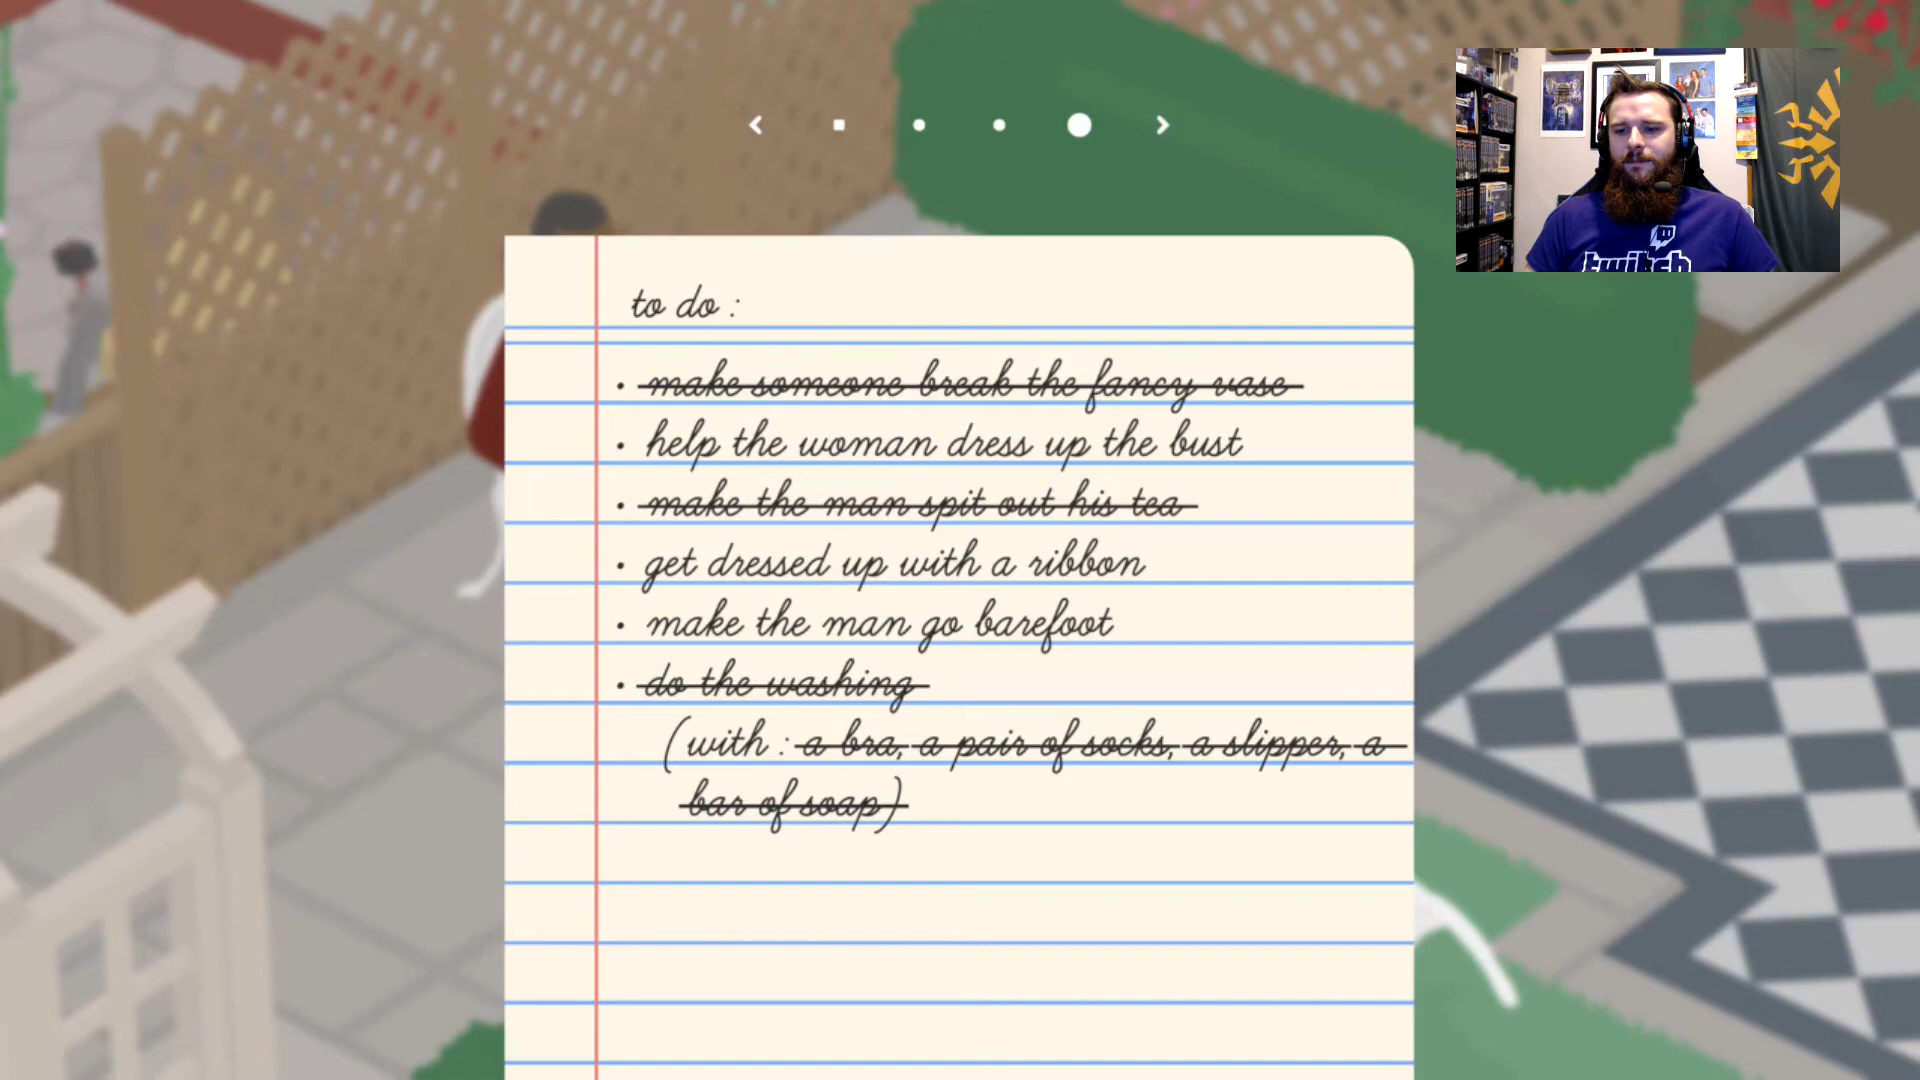 to do :
• make someone break the fancy vase
• help the woman dress up the bust
• make the man spit out his tea
• get dressed up with a ribbon
• make the man go barefoot
• do the washing
(with : a bra, a pair of socks, a slipper, a
bar of soap)
twitch